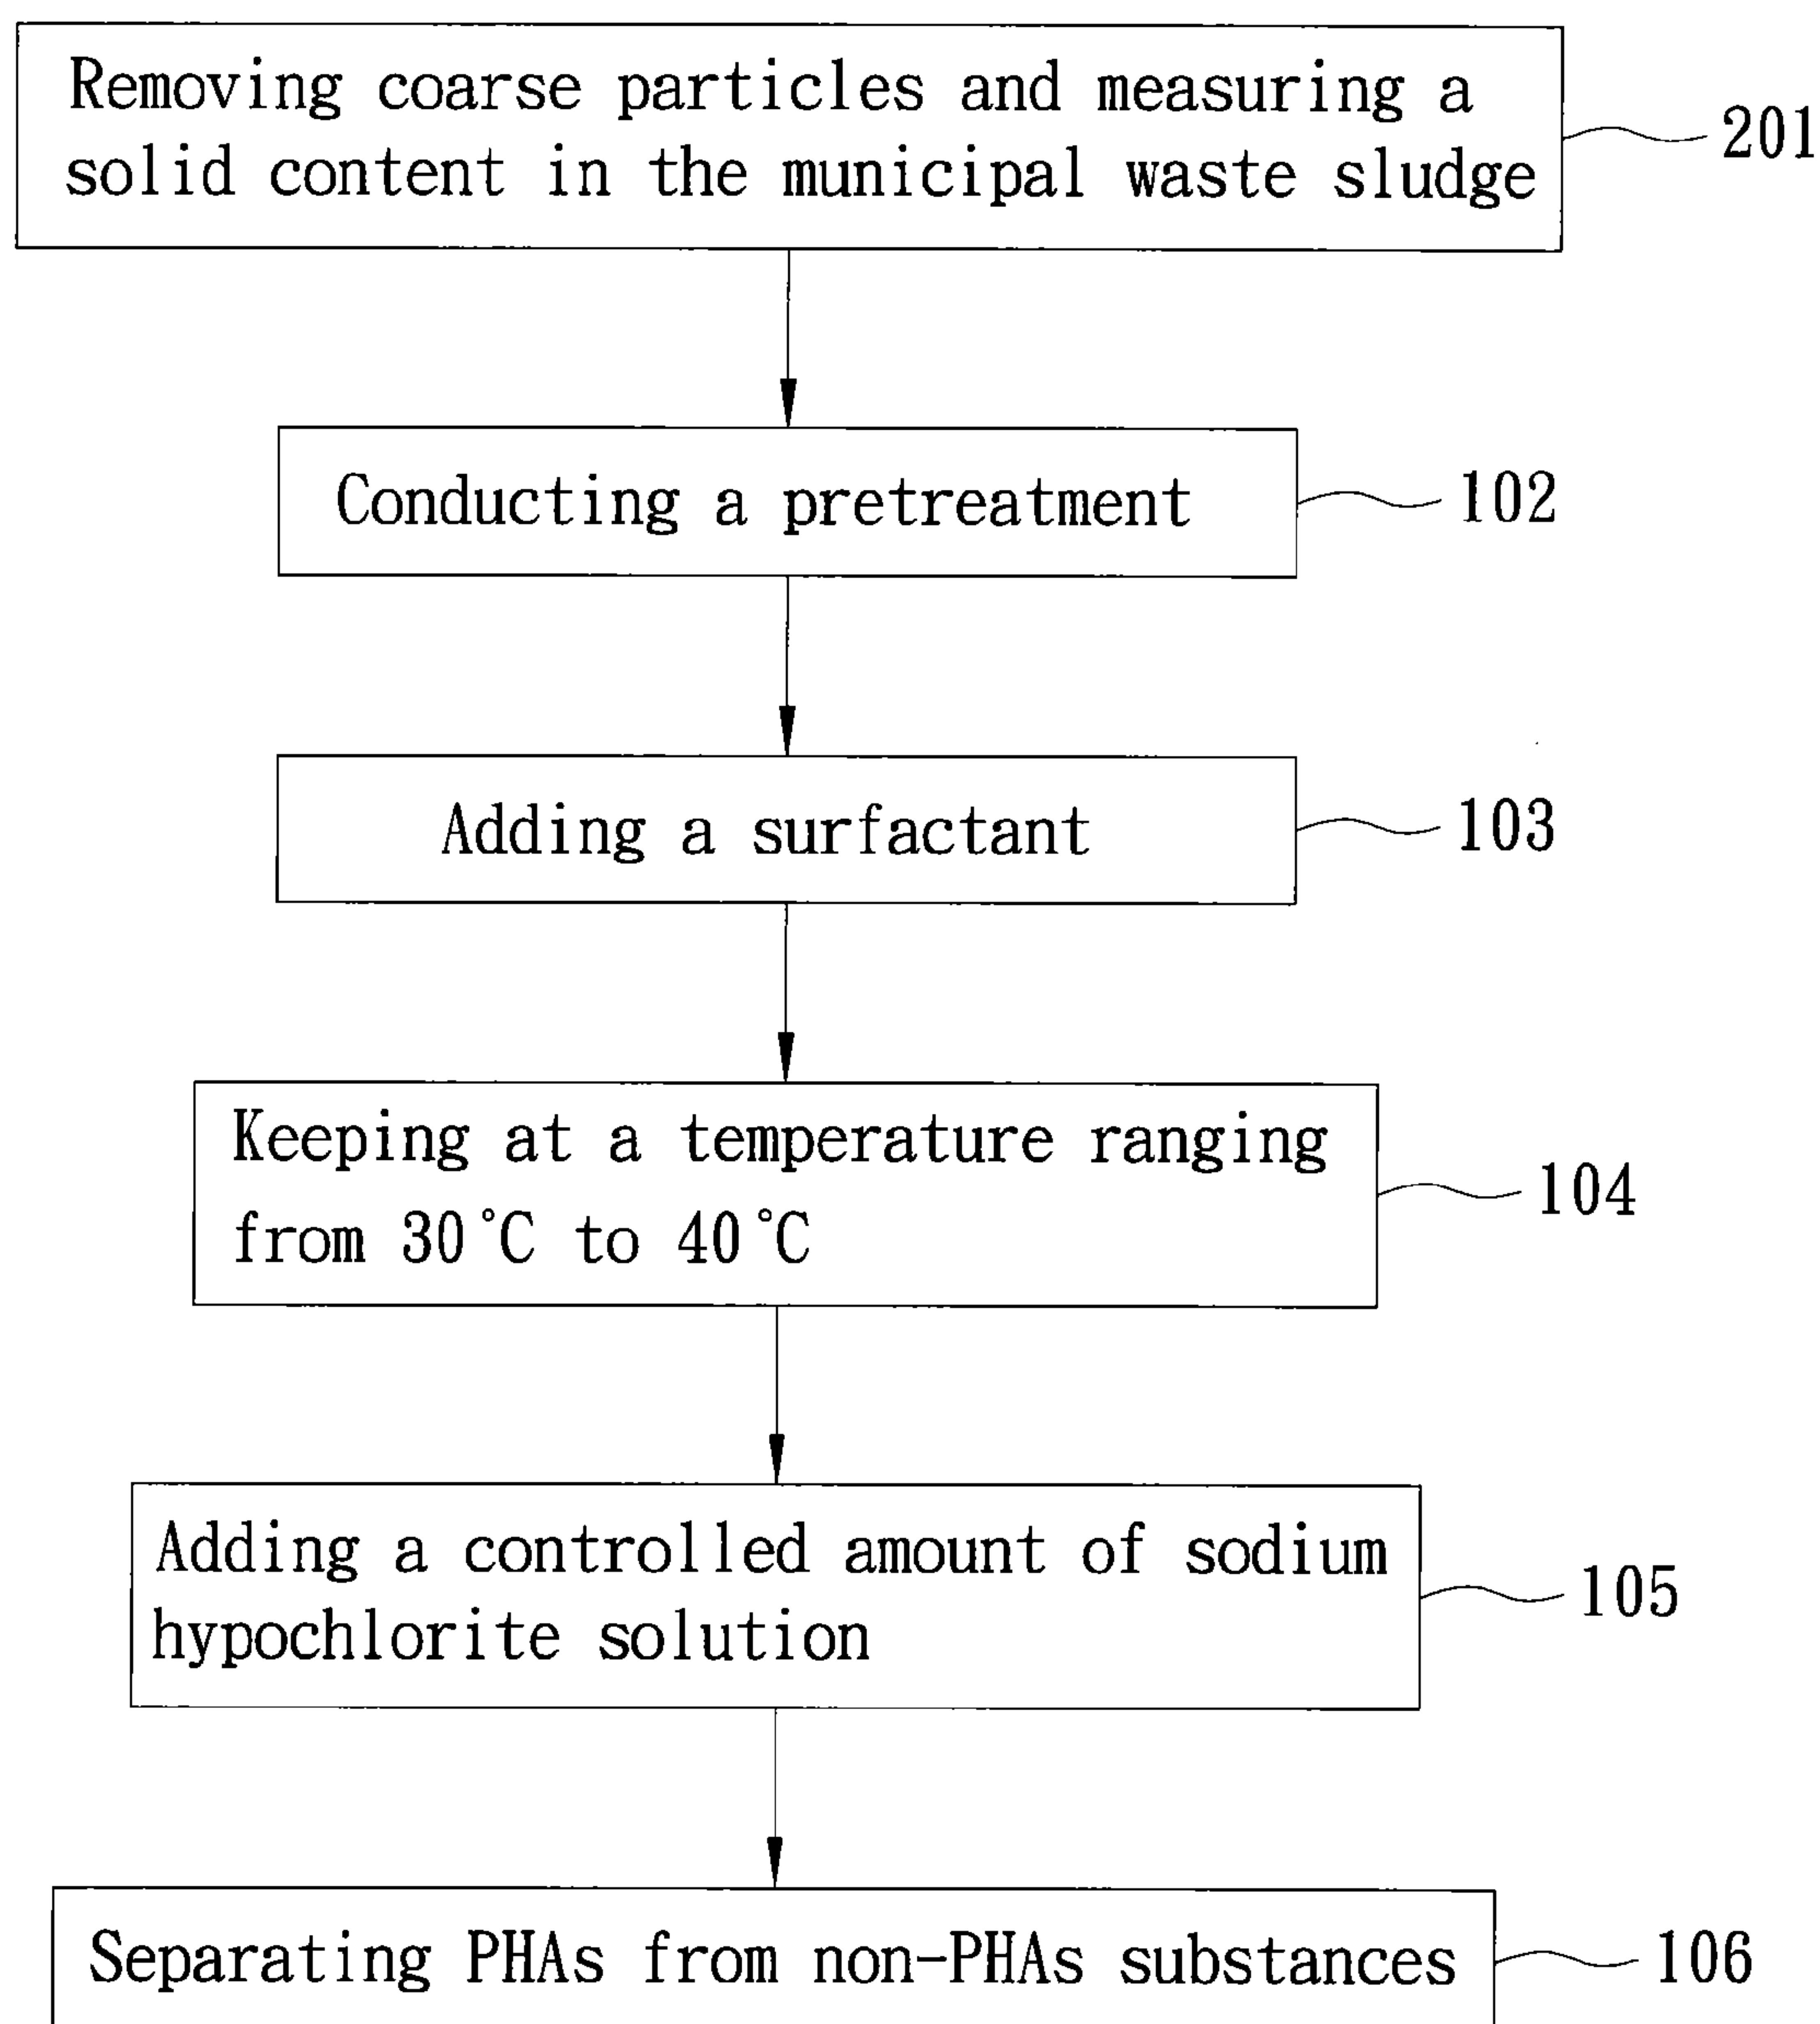 Removing coarse particles and measuring a
solid content in the municipal waste sludge
201
Conducting a pretreatment
102
Adding a surfactant
103
Keeping at a temperature ranging
from 30°C to 40°C
104
Adding a controlled amount of sodium
hypochlorite solution
105
Separating PHAs from non-PHAs substances
106